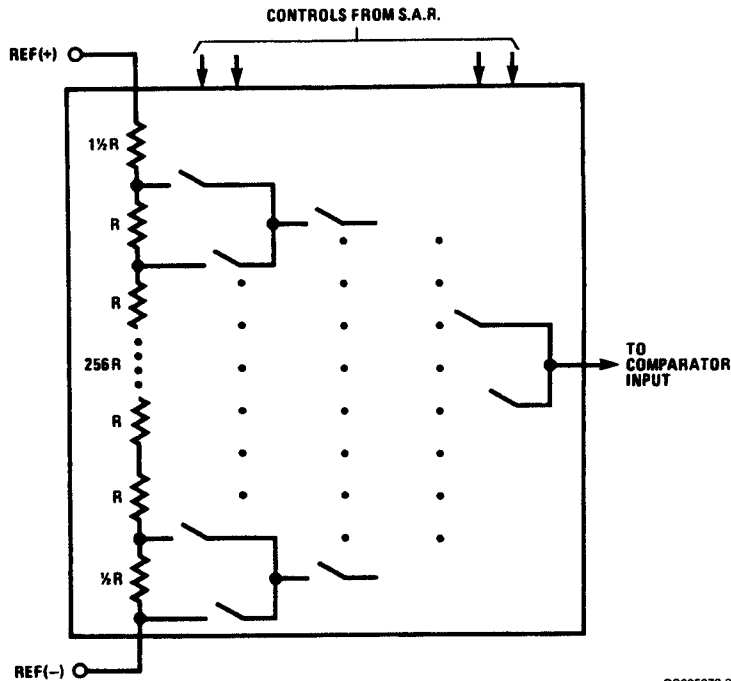 CONTROLS FROM S.A.R.
REF(+)
1½R
R
R
256R
R
R
½R
TO
COMPARATOR
INPUT
REF(–)